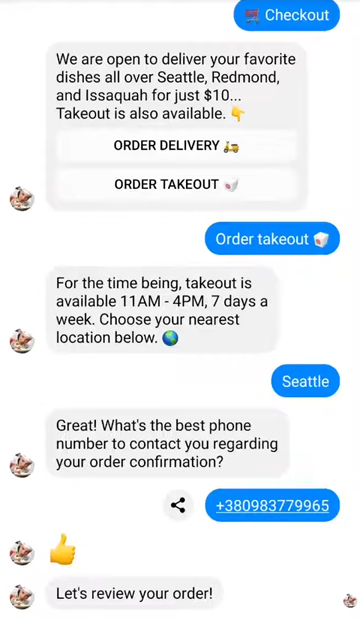 🛒 Checkout
We are open to deliver your favorite
dishes all over Seattle, Redmond,
and Issaquah for just $10...
Takeout is also available. 👇
ORDER DELIVERY 🛵
ORDER TAKEOUT 🥡
Order takeout 🥡
For the time being, takeout is
available 11AM - 4PM, 7 days a
week. Choose your nearest
location below. 🌎
Seattle
Great! What's the best phone
number to contact you regarding
your order confirmation?
+380983779965
👍
Let's review your order!